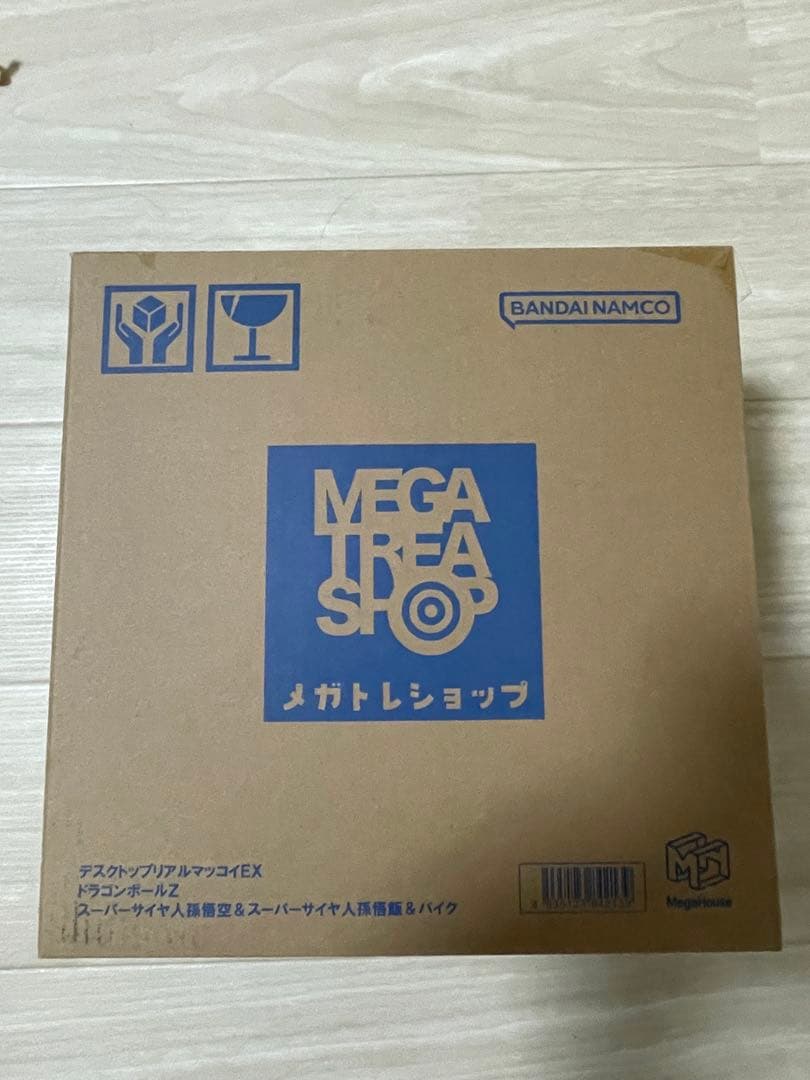 BANDAI NAMCO
MEGA
TREA
SHOP
メガトレショップ
デスクトップリアルマッコイEX
ドラゴンボールZ
スーパーサイヤ人孫悟空&スーパーサイヤ人孫悟飯&バイク
MegaHouse